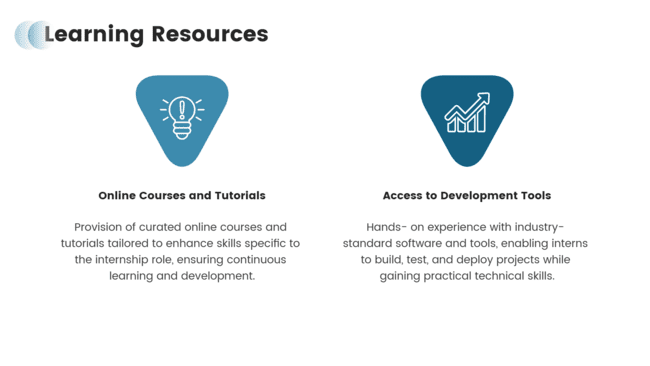 Learning Resources
Online Courses and Tutorials
Provision of curated online courses and
tutorials tailored to enhance skills specific to
the internship role, ensuring continuous
learning and development.
Access to Development Tools
Hands- on experience with industry-
standard software and tools, enabling interns
to build, test, and deploy projects while
gaining practical technical skills.